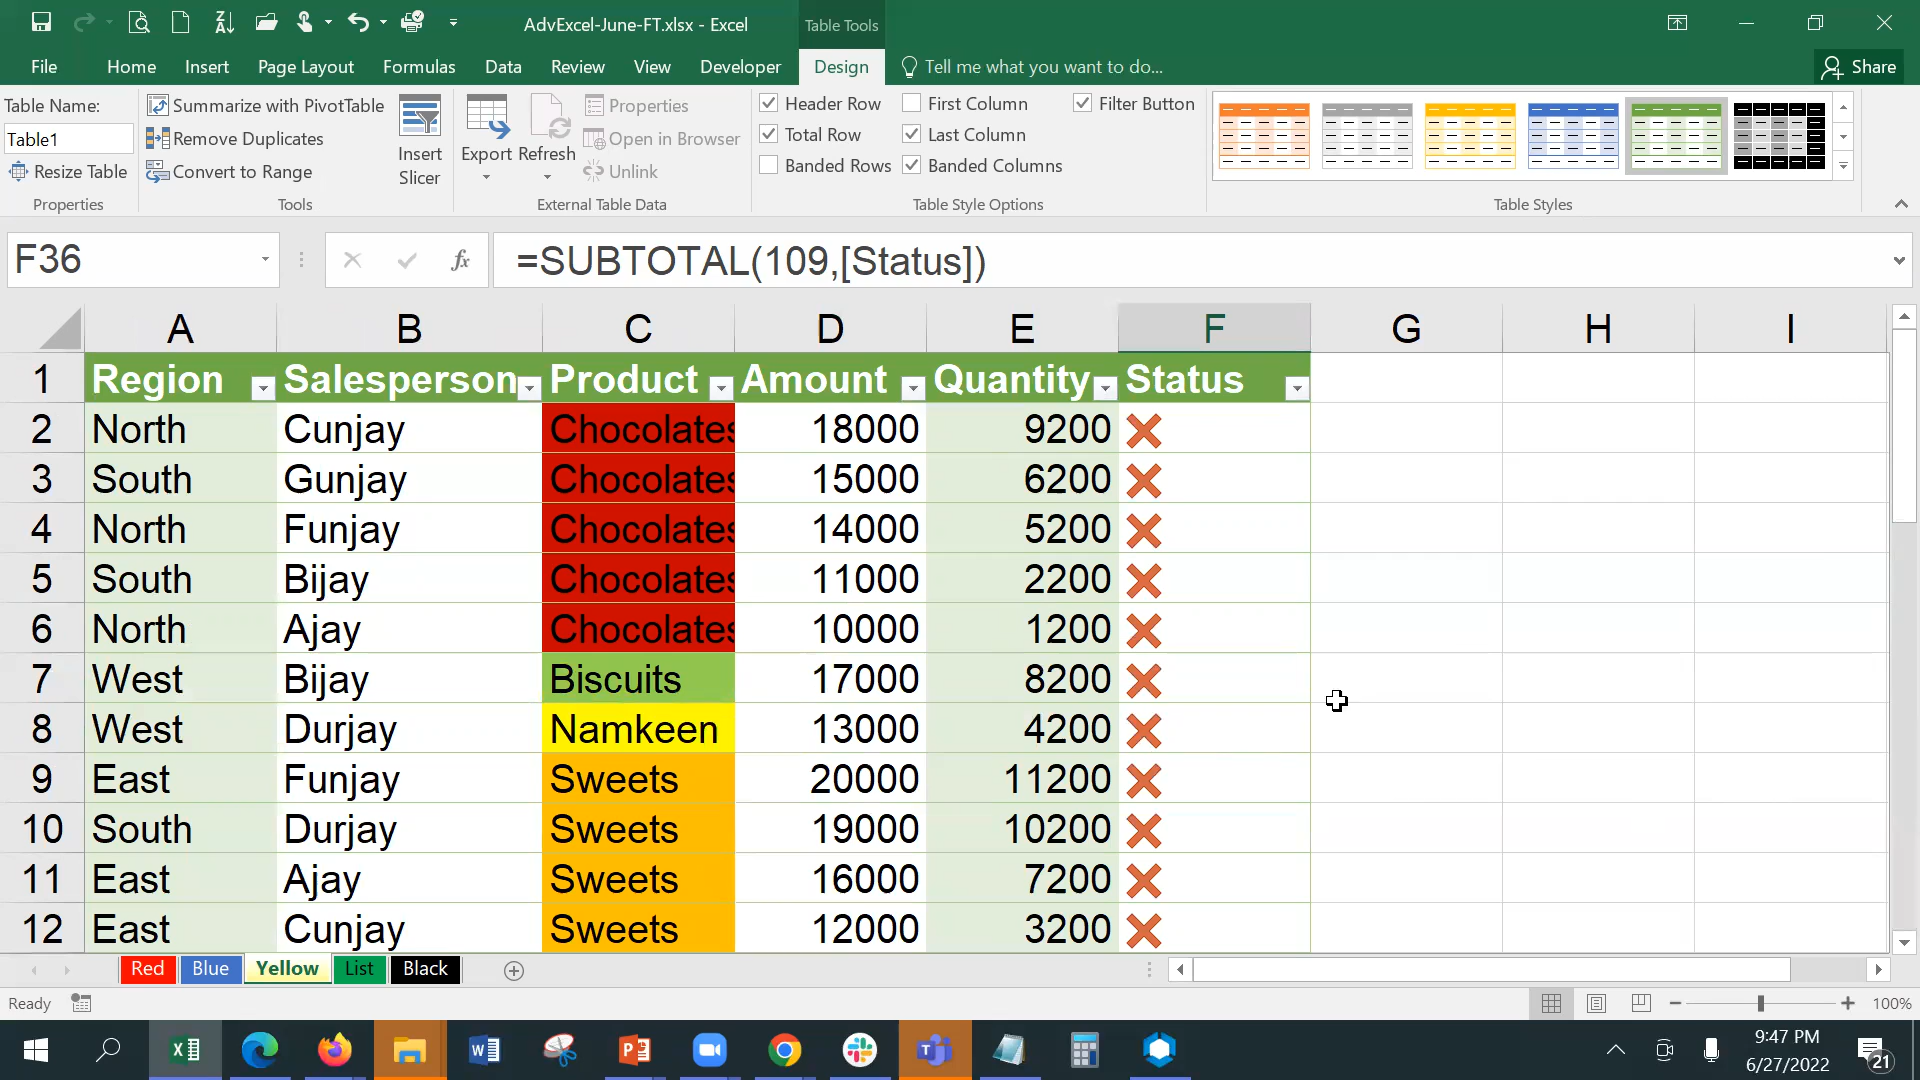 AdvExcel-June-FT.xlsx - Excel
Table Tools
File Home Insert Page Layout Formulas Data Review View Developer Design Tell me what you want to do... Share
Table Name:
Table1
Resize Table
Properties
Summarize with PivotTable
Remove Duplicates
Convert to Range
Tools
Insert
Slicer
Export
Refresh
Properties
Open in Browser
Unlink
External Table Data
Header Row First Column Filter Button
Total Row Last Column
Banded Rows Banded Columns
Table Style Options
Table Styles
F36 fx =SUBTOTAL(109,[Status])
A B C D E F G H I
1 Region Salesperson Product Amount Quantity Status
2 North Cunjay Chocolates 18000 9200
3 South Gunjay Chocolates 15000 6200
4 North Funjay Chocolates 14000 5200
5 South Bijay Chocolates 11000 2200
6 North Ajay Chocolates 10000 1200
7 West Bijay Biscuits 17000 8200
8 West Durjay Namkeen 13000 4200
9 East Funjay Sweets 20000 11200
10 South Durjay Sweets 19000 10200
11 East Ajay Sweets 16000 7200
12 East Cunjay Sweets 12000 3200
Red Blue Yellow List Black
Ready 100%
9:47 PM
6/27/2022
21